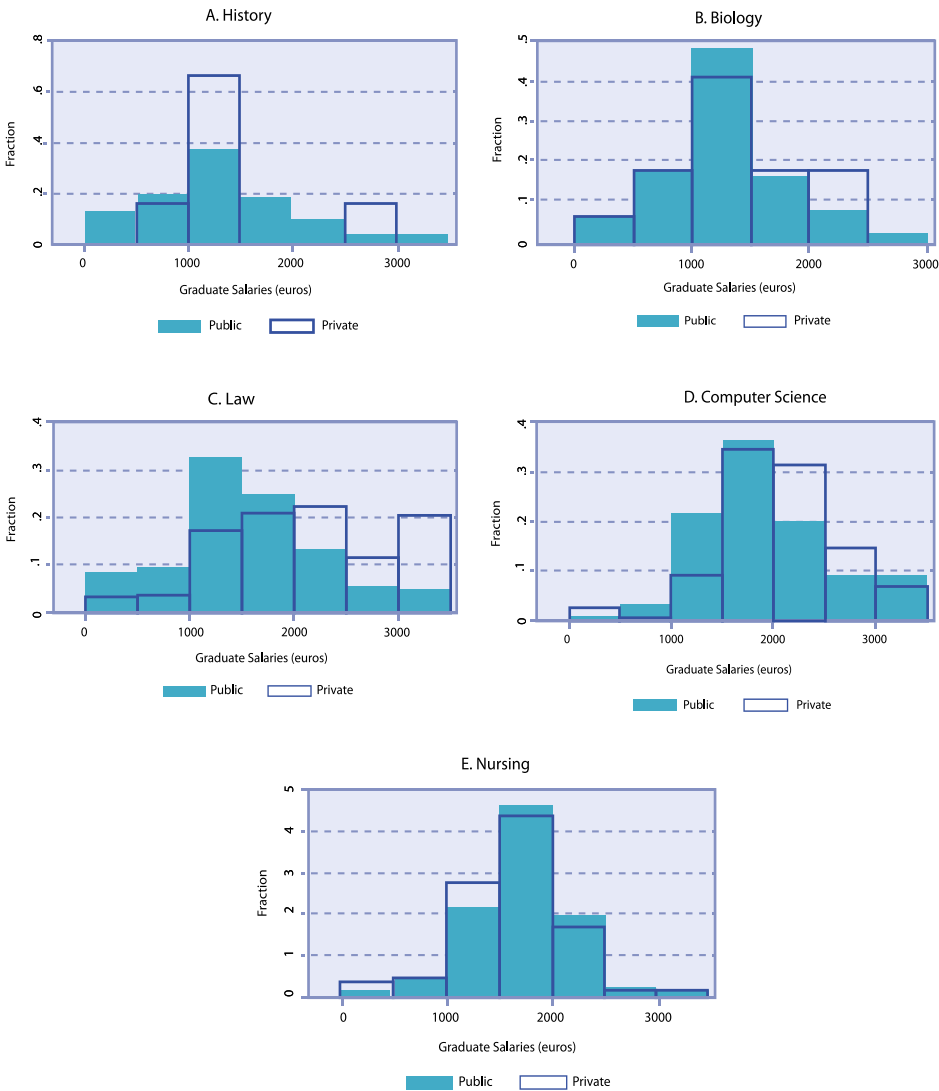 A. History
.8
.6
.4
.2
0
Fraction
0 1000 2000 3000
Graduate Salaries (euros)
Public Private
B. Biology
.5
.4
.3
.2
.1
0
Fraction
0 1000 2000 3000
Graduate Salaries (euros)
Public Private
C. Law
.4
.3
.2
.1
0
Fraction
0 1000 2000 3000
Graduate Salaries (euros)
Public Private
D. Computer Science
.4
.3
.2
.1
0
Fraction
0 1000 2000 3000
Graduate Salaries (euros)
Public Private
E. Nursing
5
4
3
2
1
0
Fraction
0 1000 2000 3000
Graduate Salaries (euros)
Public Private